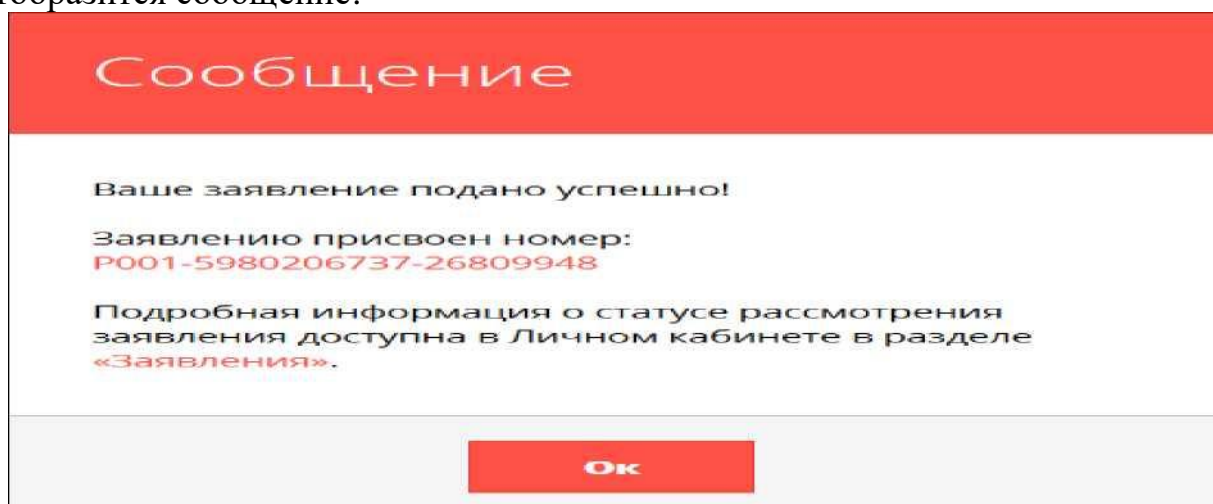 сообщение:
Сообщение
Ваше заявление подано успешно!
Заявлению присвоен номер:
P001-5980206737-26809948
Подробная информация о статусе рассмотрения
заявления доступна в Личном кабинете в разделе
«Заявления».
Ок